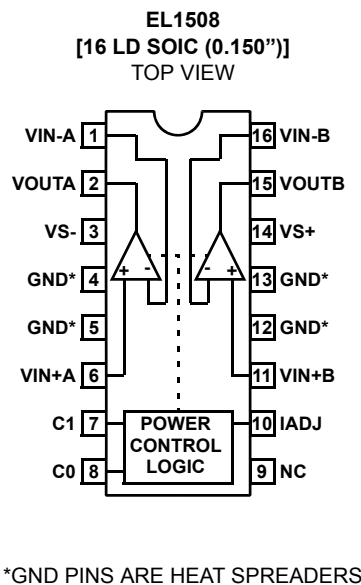 EL1508
[16 LD SOIC (0.150”)]
TOP VIEW
VIN-A 1
16 VIN-B
VOUTA 2
15 VOUTB
VS- 3
14 VS+
+ -
- +
GND* 4
13 GND*
GND* 5
12 GND*
VIN+A 6
11 VIN+B
C1 7
POWER
10 IADJ
CONTROL
C0 8
LOGIC
9 NC
*GND PINS ARE HEAT SPREADERS